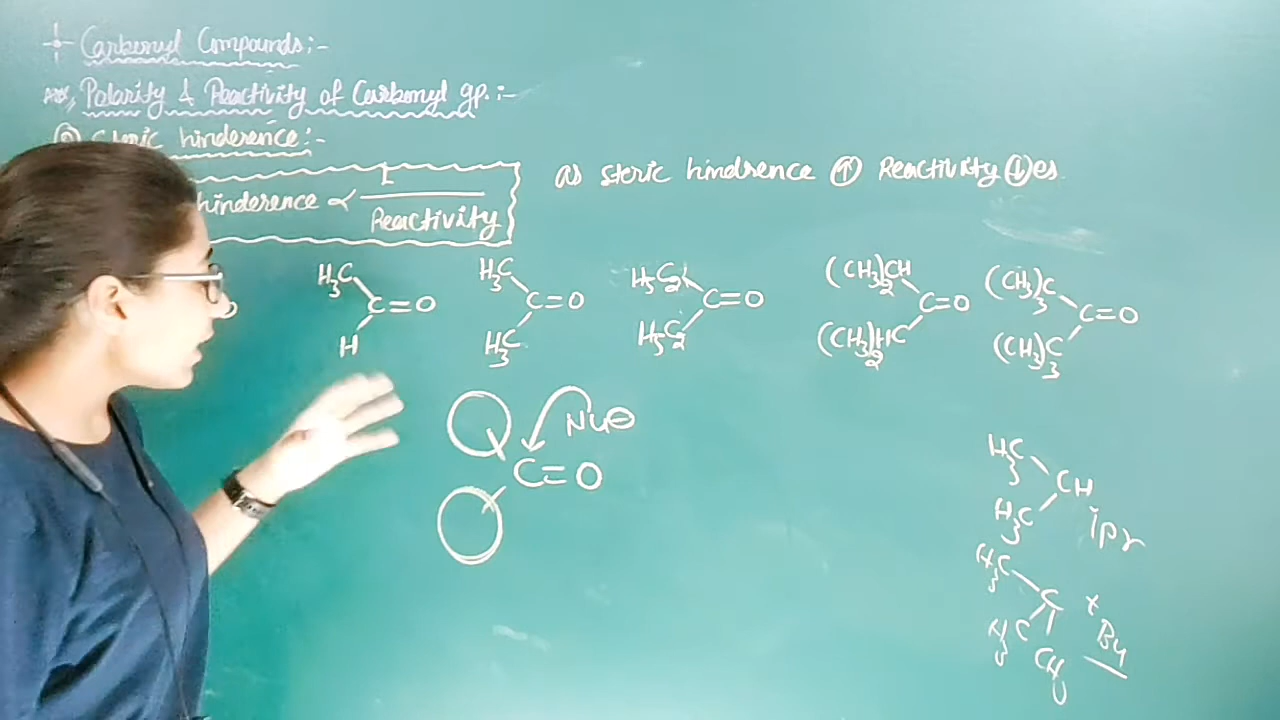 * Carbonyl Compounds:-
Polarity & Reactivity of Carbonyl gp.:-
steric hinderence:-
hinderence ∝ 1/Reactivity
as steric hindrence ↑ Reactivity ↓es.
H3C H C=O
H3C H3C C=O
H5C2 H5C2 C=O
(CH3)2CH (CH3)2HC C=O
(CH3)3C (CH3)3C C=O
Nu⊖
C=O
H3C H3C CH ipr
H3C H3C C CH3 t Bu